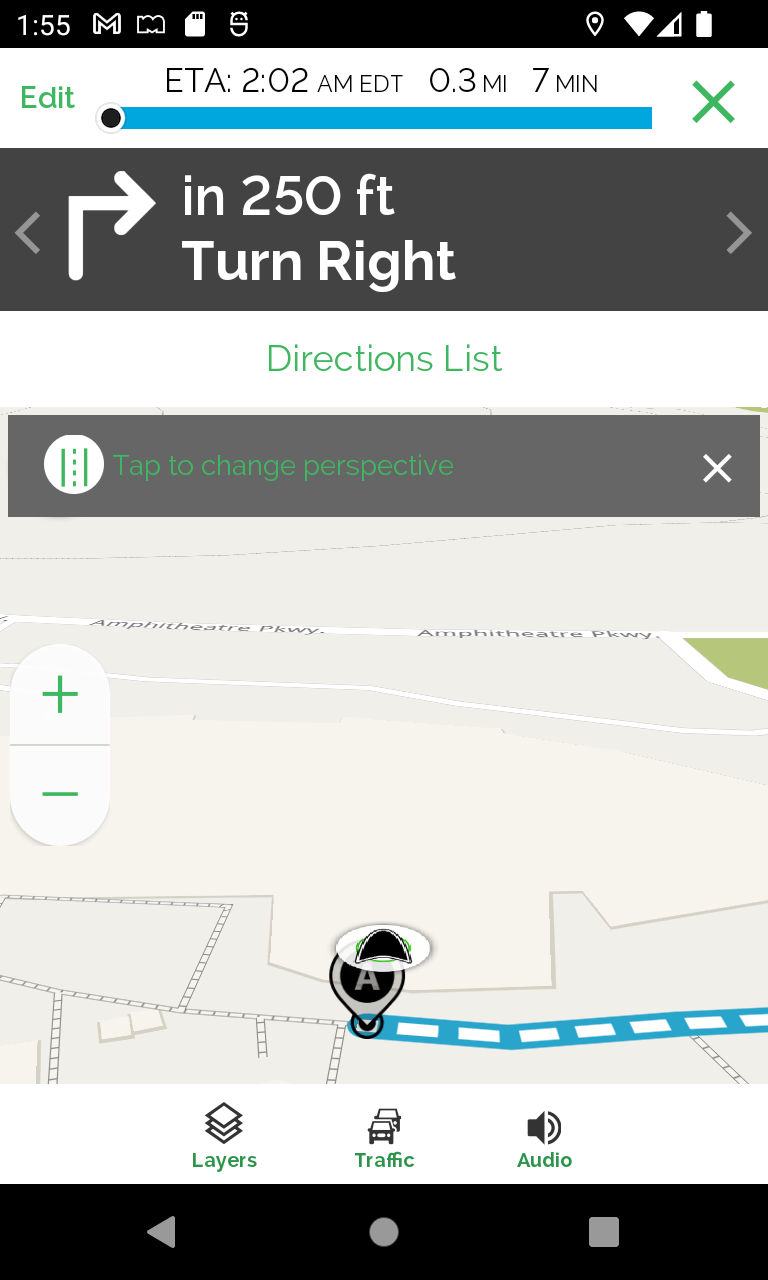 1:55
Edit
ETA: 2:02 AM EDT 0.3 MI 7 MIN
in 250 ft
Turn Right
Directions List
Tap to change perspective
Amphitheatre Pkwy.
Amphitheatre Pkwy.
A
Layers
Traffic
Audio